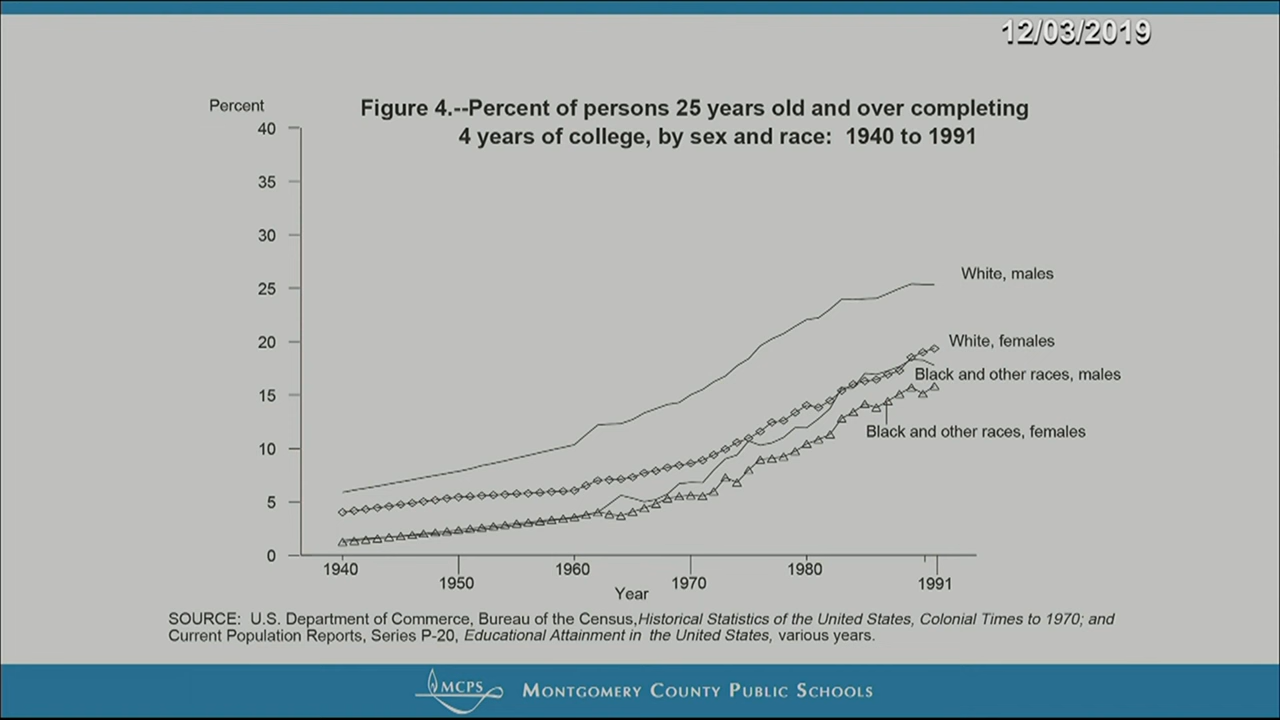 12/03/2019
Percent
Figure 4.--Percent of persons 25 years old and over completing
4 years of college, by sex and race: 1940 to 1991
40
35
30
25
20
15
10
5
0
White, males
White, females
Black and other races, males
Black and other races, females
1940
1950
1960
1970
1980
1991
Year
SOURCE: U.S. Department of Commerce, Bureau of the Census,Historical Statistics of the United States, Colonial Times to 1970; and
Current Population Reports, Series P-20, Educational Attainment in the United States, various years.
MCPS
MONTGOMERY COUNTY PUBLIC SCHOOLS